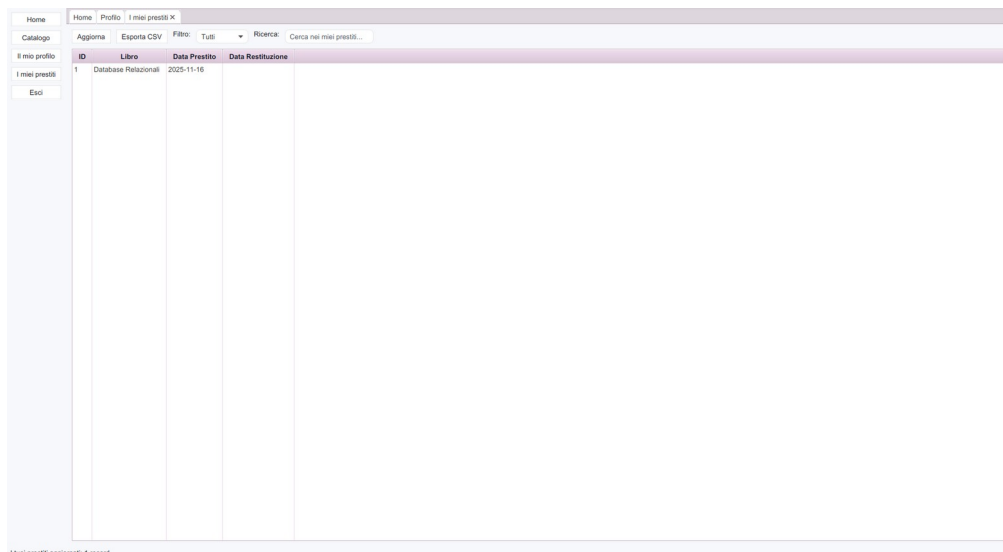 Home
Catalogo
Il mio profilo
I miei prestiti
Esci
Home Profilo I miei prestiti ×
Aggiorna Esporta CSV Filtro: Tutti Ricerca: Cerca nei miei prestiti...
ID Libro Data Prestito Data Restituzione
1 Database Relazionali 2025-11-16